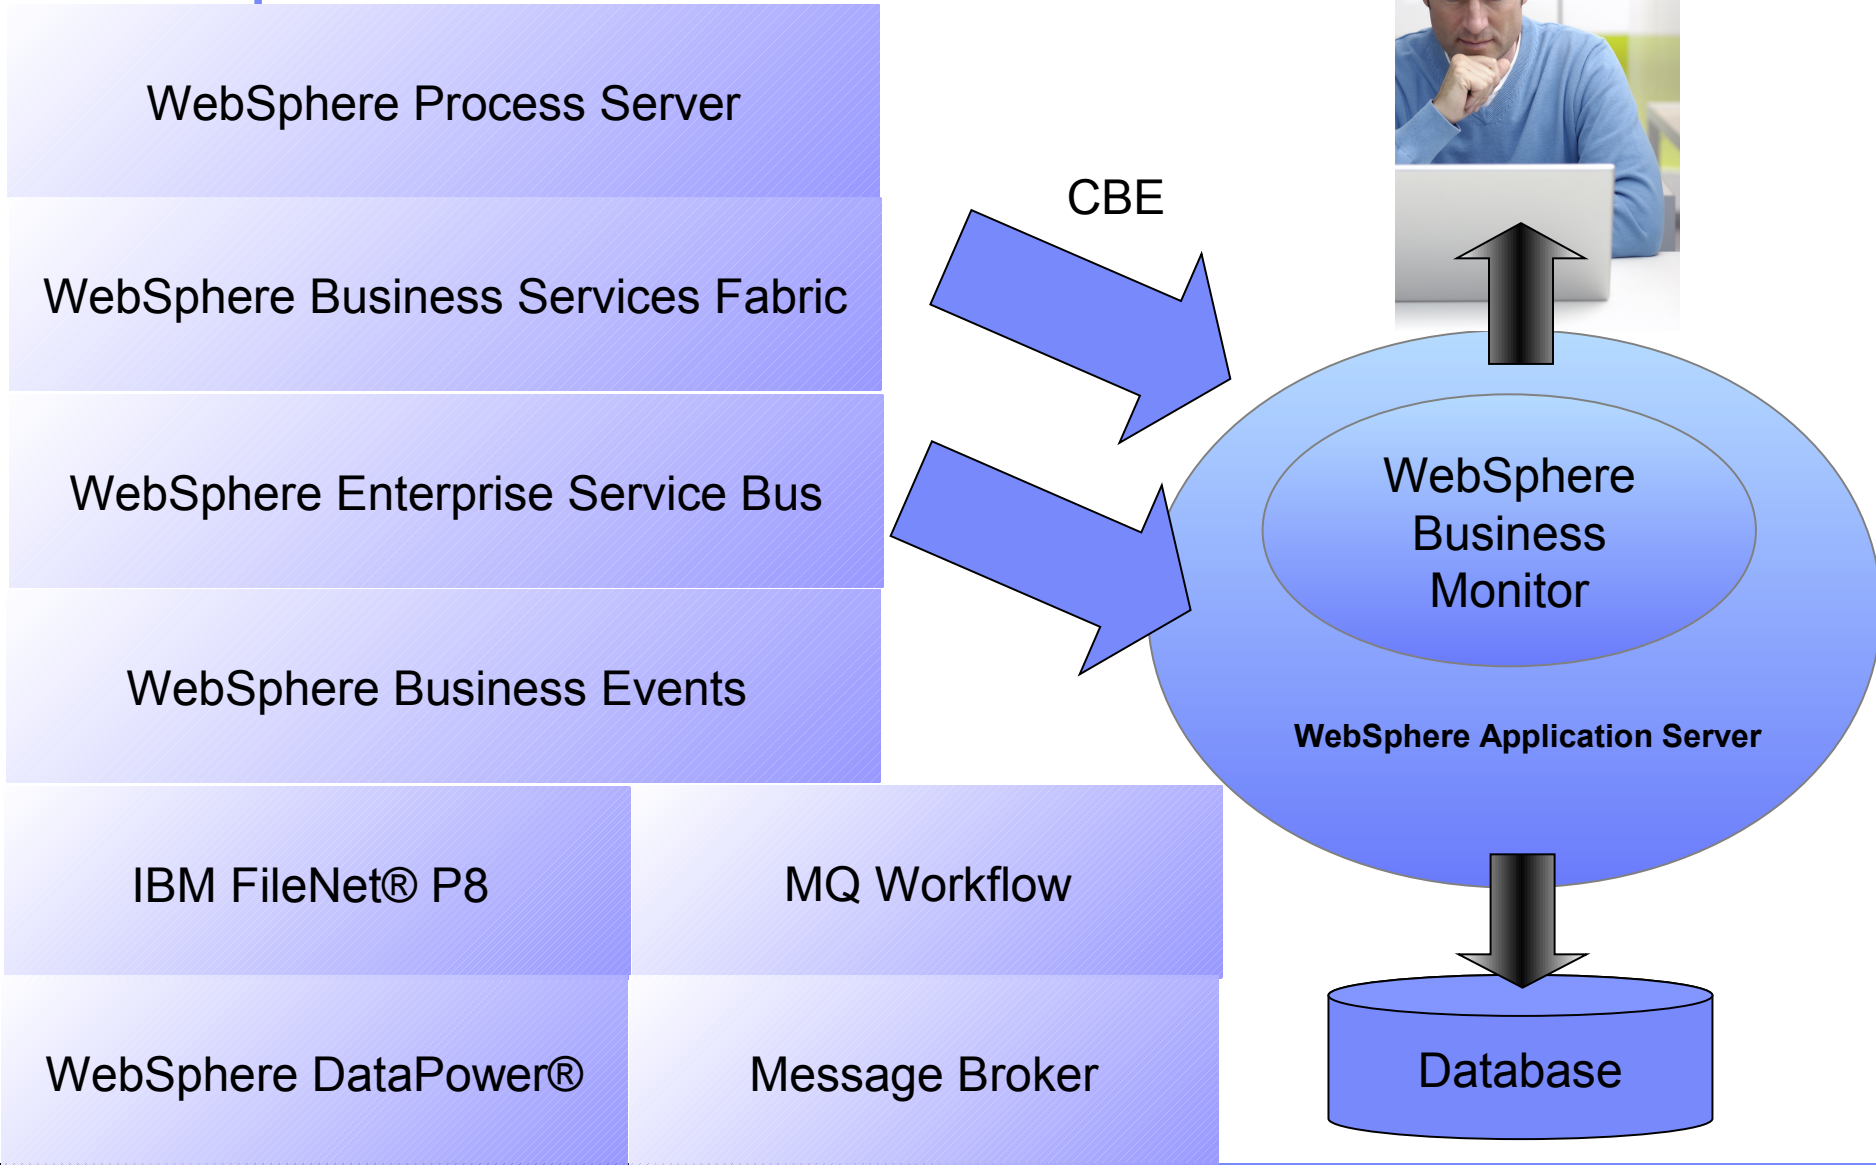 WebSphere Process Server
WebSphere Business Services Fabric
WebSphere Enterprise Service Bus
WebSphere Business Events
IBM FileNet® P8
MQ Workflow
WebSphere DataPower®
Message Broker
CBE
WebSphere
Business
Monitor
WebSphere Application Server
Database